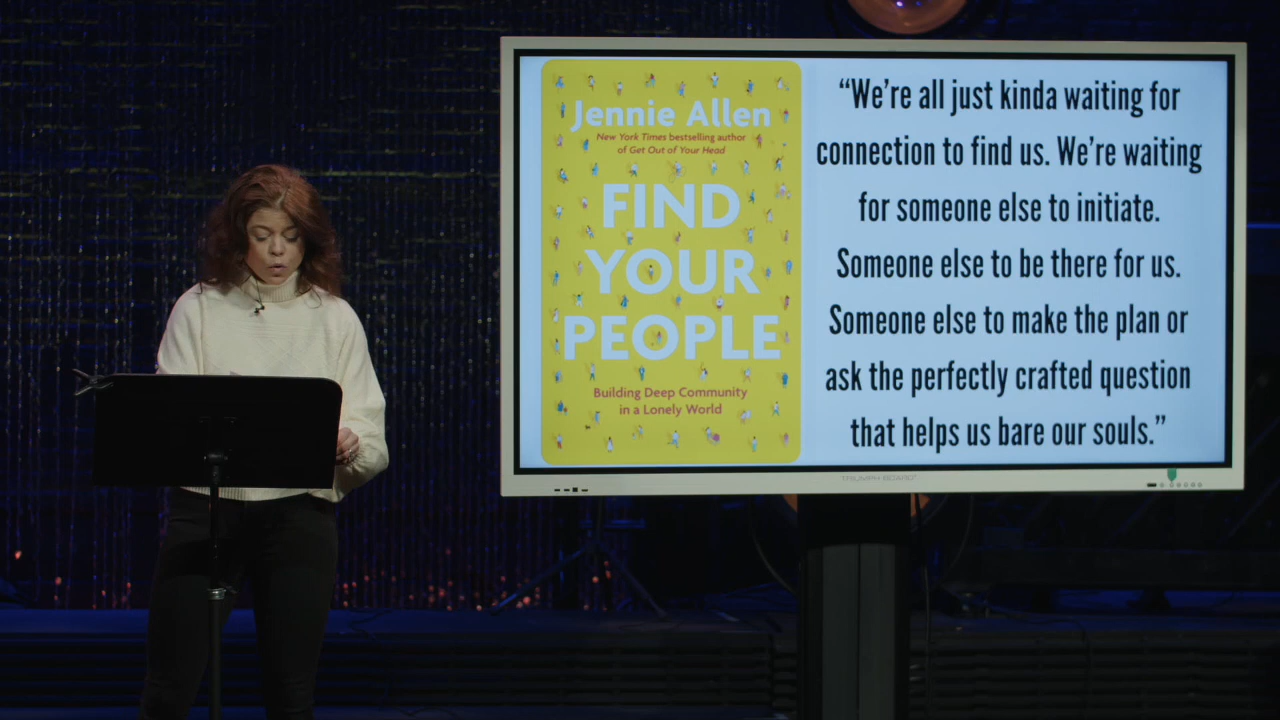 Jennie Allen
New York Times bestselling author
of Get Out of Your Head
FIND
YOUR
PEOPLE
Building Deep Community
in a Lonely World
“We’re all just kinda waiting for
connection to find us. We’re waiting
for someone else to initiate.
Someone else to be there for us.
Someone else to make the plan or
ask the perfectly crafted question
that helps us bare our souls.”
TRIUMPH BOARD